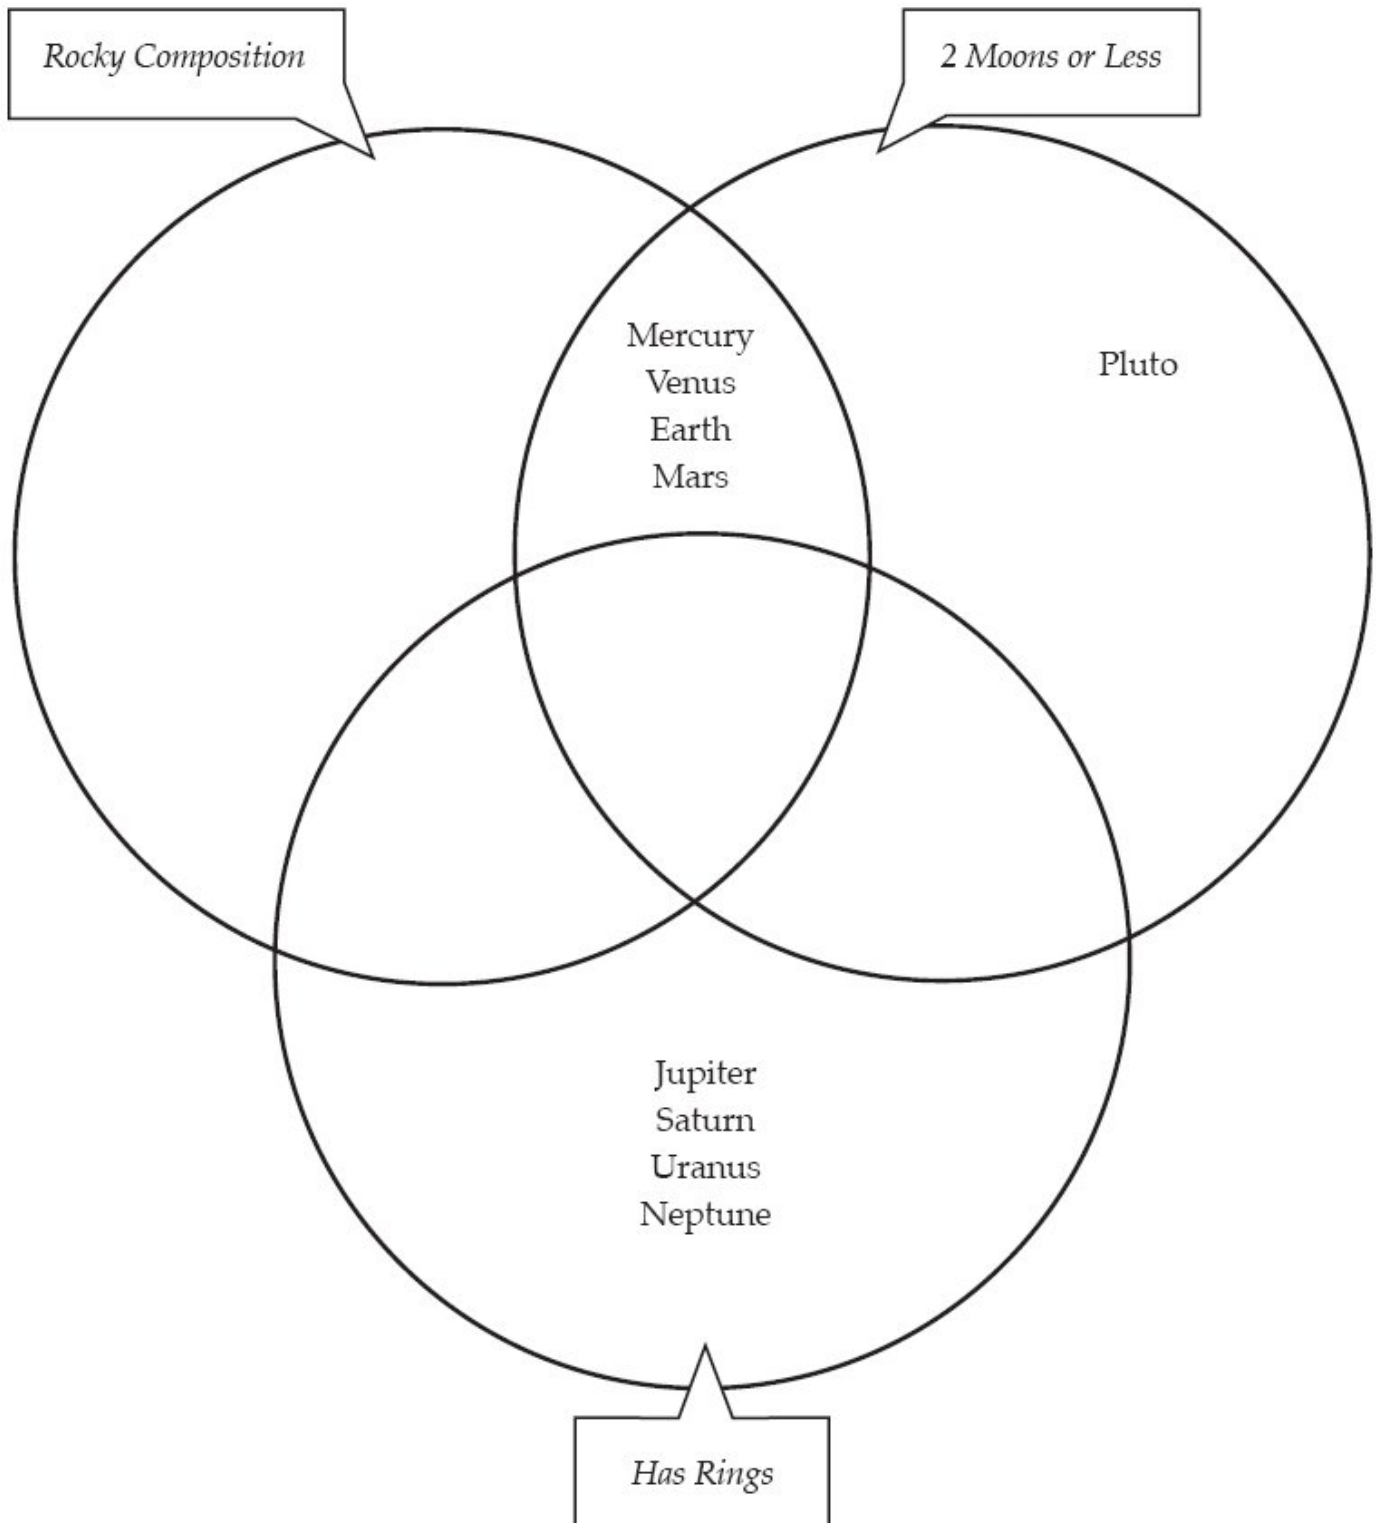 Rocky Composition
2 Moons or Less
Mercury
Venus
Earth
Mars
Pluto
Jupiter
Saturn
Uranus
Neptune
Has Rings